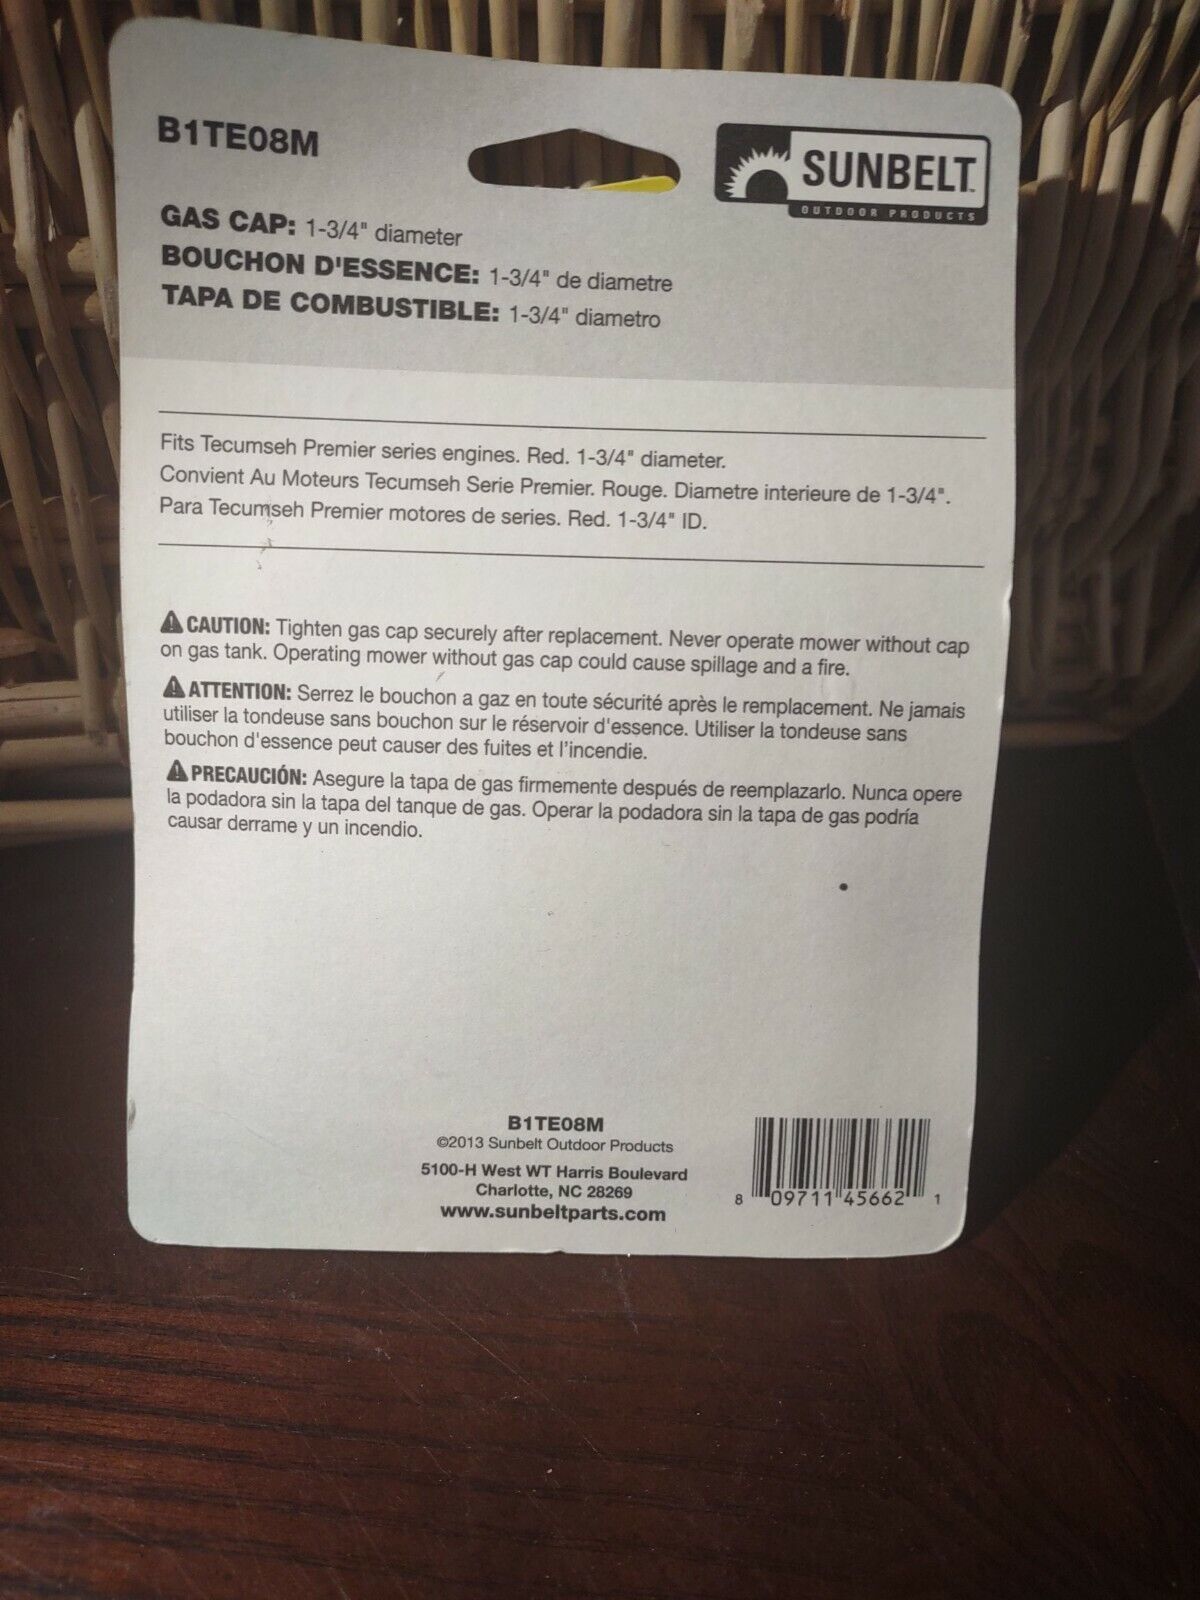 B1TE08M
SUNBELT™
OUTDOOR PRODUCTS
GAS CAP: 1-3/4" diameter
BOUCHON D'ESSENCE: 1-3/4" de diametre
TAPA DE COMBUSTIBLE: 1-3/4" diametro
Fits Tecumseh Premier series engines. Red. 1-3/4" diameter.
Convient Au Moteurs Tecumseh Serie Premier. Rouge. Diametre interieure de 1-3/4".
Para Tecumseh Premier motores de series. Red. 1-3/4" ID.
⚠ CAUTION: Tighten gas cap securely after replacement. Never operate mower without cap
on gas tank. Operating mower without gas cap could cause spillage and a fire.
⚠ ATTENTION: Serrez le bouchon a gaz en toute sécurité après le remplacement. Ne jamais
utiliser la tondeuse sans bouchon sur le réservoir d'essence. Utiliser la tondeuse sans
bouchon d'essence peut causer des fuites et l'incendie.
⚠ PRECAUCIÓN: Asegure la tapa de gas firmemente después de reemplazarlo. Nunca opere
la podadora sin la tapa del tanque de gas. Operar la podadora sin la tapa de gas podría
causar derrame y un incendio.
B1TE08M
©2013 Sunbelt Outdoor Products
5100-H West WT Harris Boulevard
Charlotte, NC 28269
www.sunbeltparts.com
8 09711 45662 1